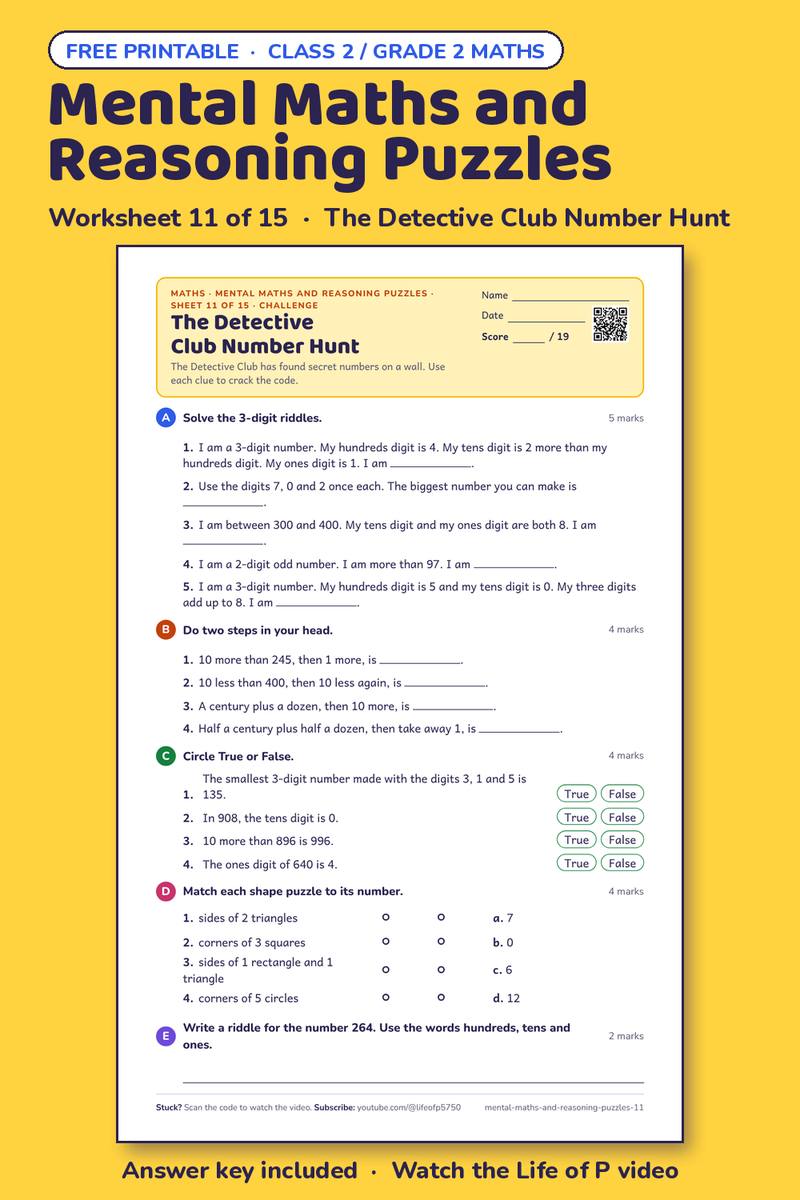 FREE PRINTABLE · CLASS 2 / GRADE 2 MATHS
Mental Maths and
Reasoning Puzzles
Worksheet 11 of 15 · The Detective Club Number Hunt
MATHS · MENTAL MATHS AND REASONING PUZZLES ·
SHEET 11 OF 15 · CHALLENGE
The Detective
Club Number Hunt
The Detective Club has found secret numbers on a wall. Use
each clue to crack the code.
Name ____________
Date ____________
Score _____ / 19
A Solve the 3-digit riddles. 5 marks
1. I am a 3-digit number. My hundreds digit is 4. My tens digit is 2 more than my
hundreds digit. My ones digit is 1. I am ____________.
2. Use the digits 7, 0 and 2 once each. The biggest number you can make is
____________.
3. I am between 300 and 400. My tens digit and my ones digit are both 8. I am
____________.
4. I am a 2-digit odd number. I am more than 97. I am ____________.
5. I am a 3-digit number. My hundreds digit is 5 and my tens digit is 0. My three digits
add up to 8. I am ____________.
B Do two steps in your head. 4 marks
1. 10 more than 245, then 1 more, is ____________.
2. 10 less than 400, then 10 less again, is ____________.
3. A century plus a dozen, then 10 more, is ____________.
4. Half a century plus half a dozen, then take away 1, is ____________.
C Circle True or False. 4 marks
The smallest 3-digit number made with the digits 3, 1 and 5 is
1. 135. True False
2. In 908, the tens digit is 0. True False
3. 10 more than 896 is 996. True False
4. The ones digit of 640 is 4. True False
D Match each shape puzzle to its number. 4 marks
1. sides of 2 triangles a. 7
2. corners of 3 squares b. 0
3. sides of 1 rectangle and 1
triangle c. 6
4. corners of 5 circles d. 12
E Write a riddle for the number 264. Use the words hundreds, tens and
ones. 2 marks
Stuck? Scan the code to watch the video. Subscribe: youtube.com/@lifeofp5750 mental-maths-and-reasoning-puzzles-11
Answer key included · Watch the Life of P video